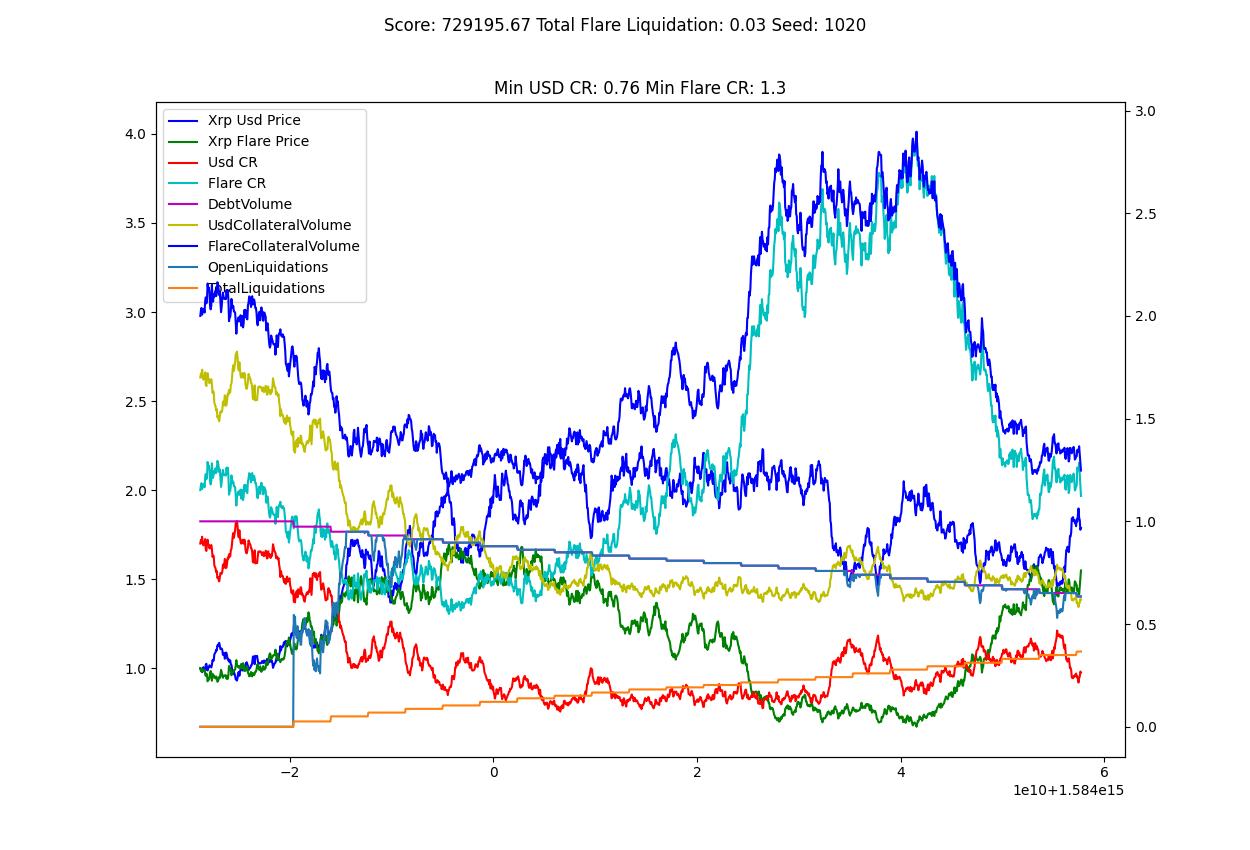 Score: 729195.67 Total Flare Liquidation: 0.03 Seed: 1020
Min USD CR: 0.76 Min Flare CR: 1.3
Xrp Usd Price
Xrp Flare Price
Usd CR
Flare CR
DebtVolume
UsdCollateralVolume
FlareCollateralVolume
OpenLiquidations
TotalLiquidations
4.0
3.5
3.0
2.5
2.0
1.5
1.0
3.0
2.5
2.0
1.5
1.0
0.5
0.0
−2 0 2 4 6
1e10+1.584e15